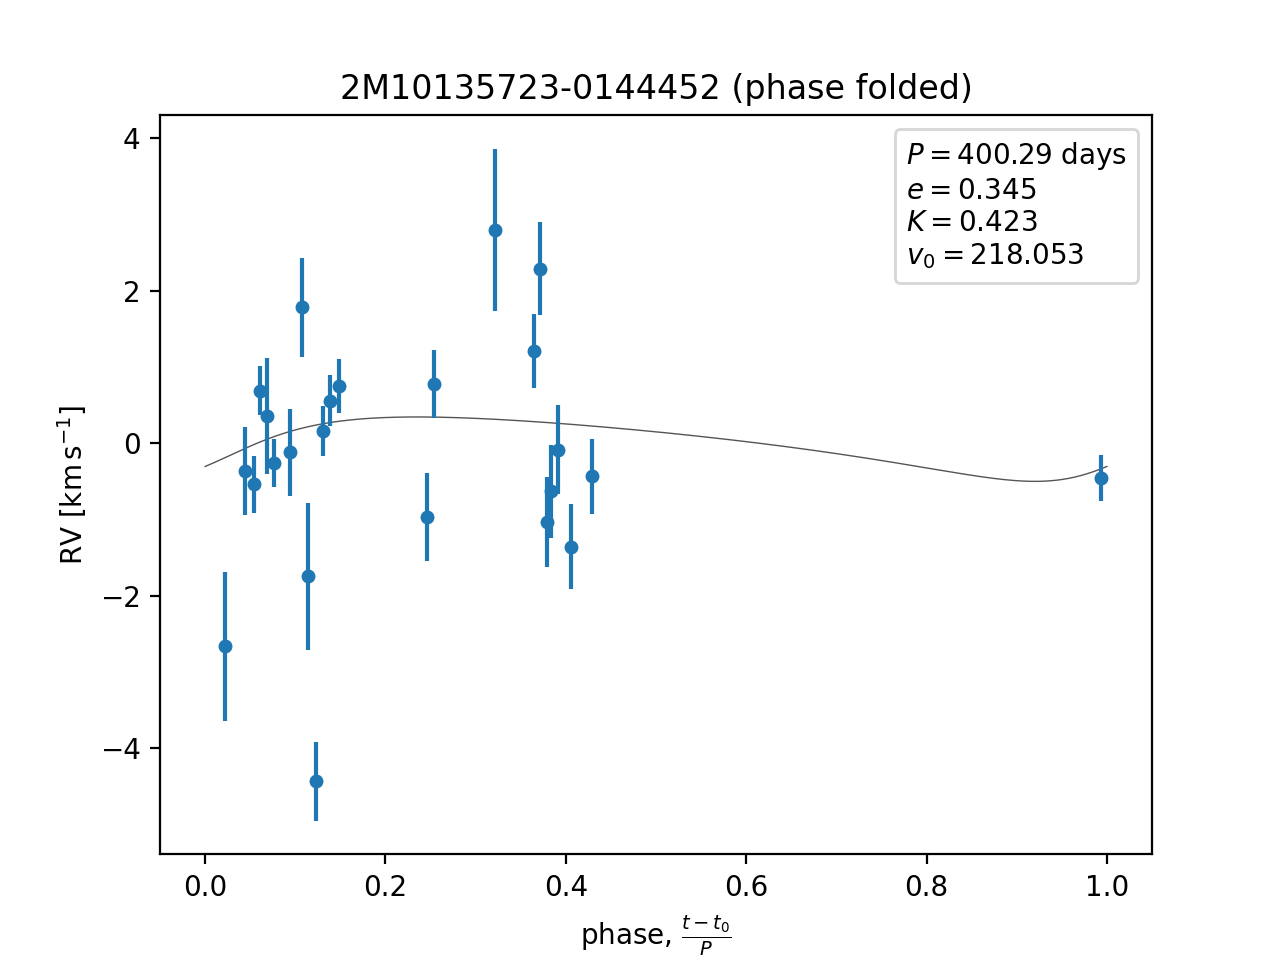 2M10135723-0144452 (phase folded)
P = 400.29 days
e = 0.345
K = 0.423
v₀ = 218.053
4
2
0
−2
−4
RV [km s⁻¹]
0.0 0.2 0.4 0.6 0.8 1.0
phase, (t − t₀)/P